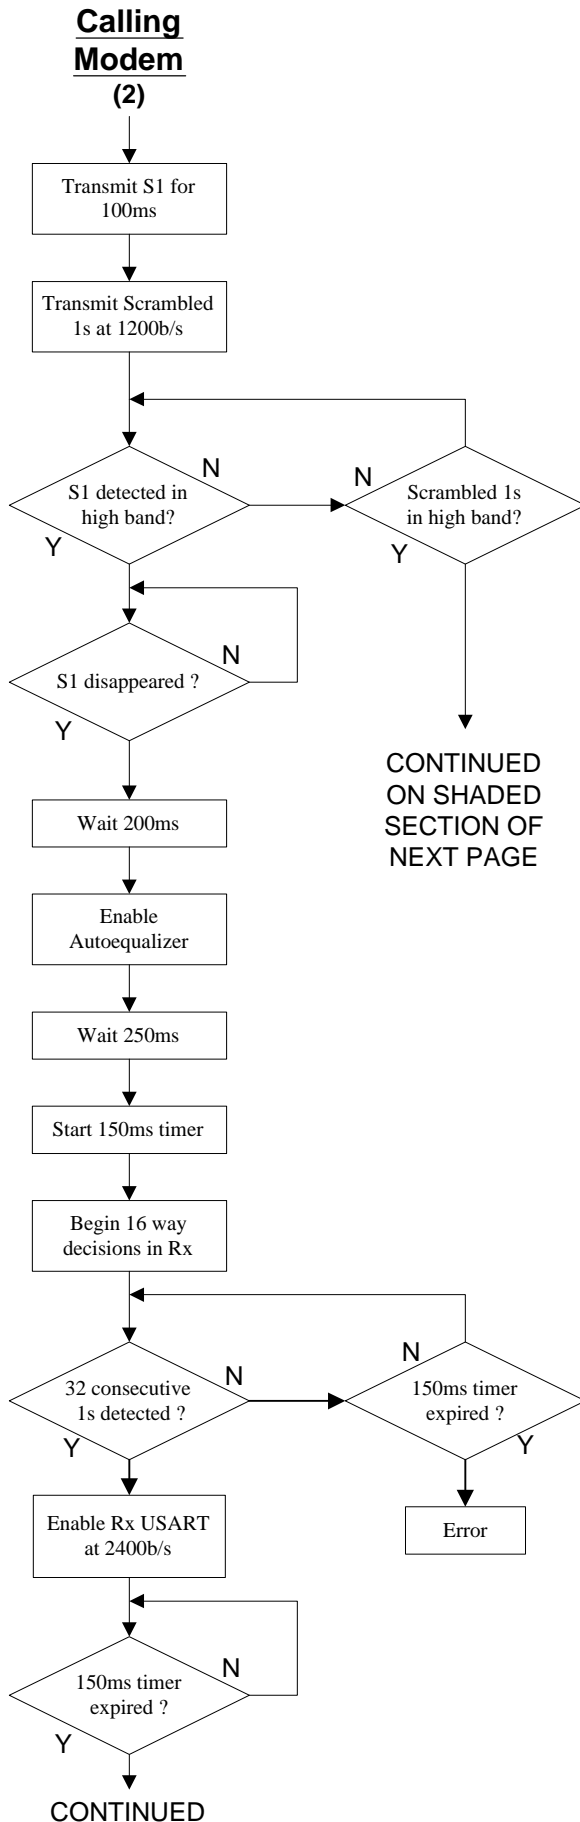 Calling
Modem
(2)
Transmit S1 for
100ms
Transmit Scrambled
1s at 1200b/s
S1 detected in
high band?
N
Y
Scrambled 1s
in high band?
N
Y
S1 disappeared ?
N
Y
CONTINUED
ON SHADED
SECTION OF
NEXT PAGE
Wait 200ms
Enable
Autoequalizer
Wait 250ms
Start 150ms timer
Begin 16 way
decisions in Rx
32 consecutive
1s detected ?
N
Y
150ms timer
expired ?
N
Y
Enable Rx USART
at 2400b/s
Error
150ms timer
expired ?
N
Y
CONTINUED